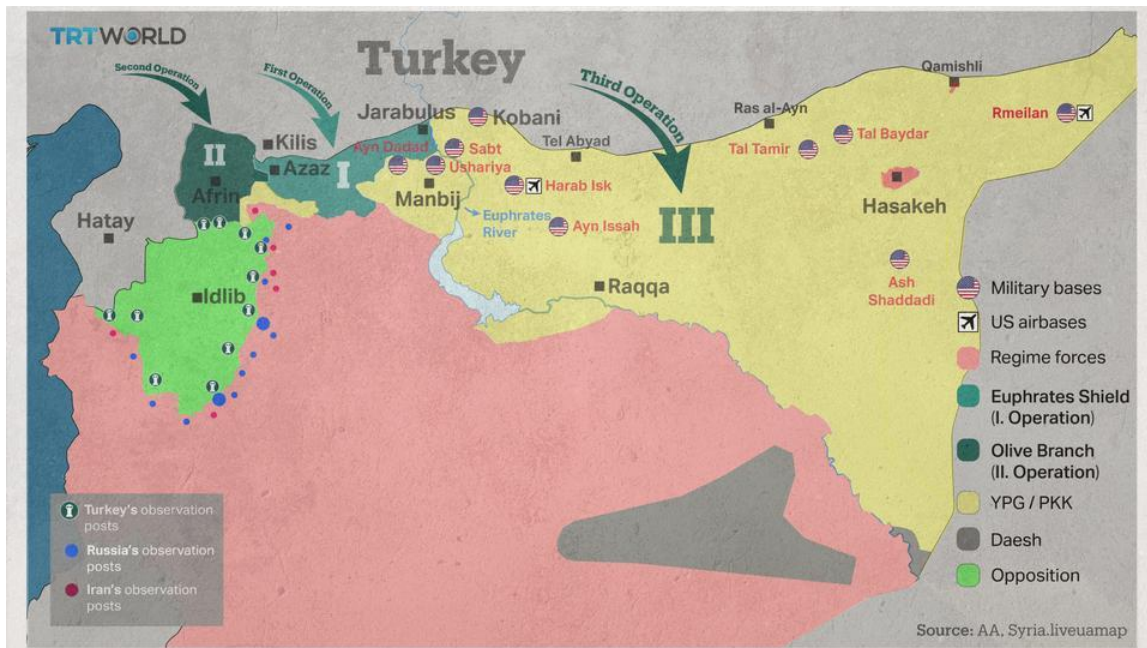 TRTWORLD
Second Operation
First Operation
Turkey
Third Operation
Qamishli
Jarabulus
Kobani
Ras al-Ayn
Rmeilan
Kilis
Ayn Dadad
Sabt
Tel Abyad
Tal Tamir
Tal Baydar
II
Azaz
I
Ushariya
Afrin
Manbij
Harab Isk
Hasakeh
Hatay
Euphrates
River
Ayn Issah
III
Idlib
Raqqa
Ash
Shaddadi
Military bases
US airbases
Regime forces
Euphrates Shield
(I. Operation)
Olive Branch
(II. Operation)
YPG / PKK
Daesh
Opposition
Turkey's observation
posts
Russia's observation
posts
Iran's observation
posts
Source: AA, Syria.liveuamap